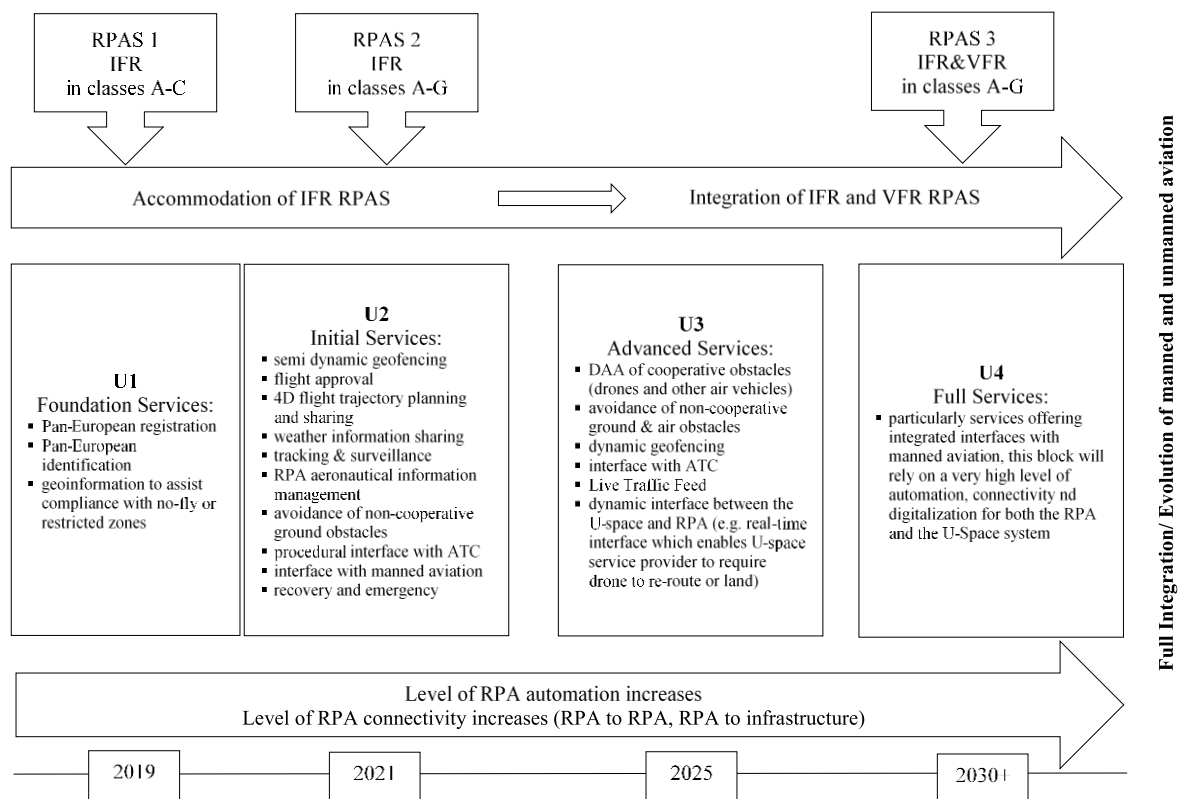 RPAS 1
IFR
in classes A-C
RPAS 2
IFR
in classes A-G
RPAS 3
IFR&VFR
in classes A-G
Accommodation of IFR RPAS
Integration of IFR and VFR RPAS
U1
Foundation Services:
▪ Pan-European registration
▪ Pan-European
identification
▪ geoinformation to assist
compliance with no-fly or
restricted zones
U2
Initial Services:
▪ semi dynamic geofencing
▪ flight approval
▪ 4D flight trajectory planning
and sharing
▪ weather information sharing
▪ tracking & surveillance
▪ RPA aeronautical information
management
▪ avoidance of non-cooperative
ground obstacles
▪ procedural interface with ATC
▪ interface with manned aviation
▪ recovery and emergency
U3
Advanced Services:
▪ DAA of cooperative obstacles
(drones and other air vehicles)
▪ avoidance of non-cooperative
ground & air obstacles
▪ dynamic geofencing
▪ interface with ATC
▪ Live Traffic Feed
▪ dynamic interface between the
U-space and RPA (e.g. real-time
interface which enables U-space
service provider to require
drone to re-route or land)
U4
Full Services:
▪ particularly services offering
integrated interfaces with
manned aviation, this block will
rely on a very high level of
automation, connectivity nd
digitalization for both the RPA
and the U-Space system
Full Integration/ Evolution of manned and unmanned aviation
Level of RPA automation increases
Level of RPA connectivity increases (RPA to RPA, RPA to infrastructure)
2019
2021
2025
2030+